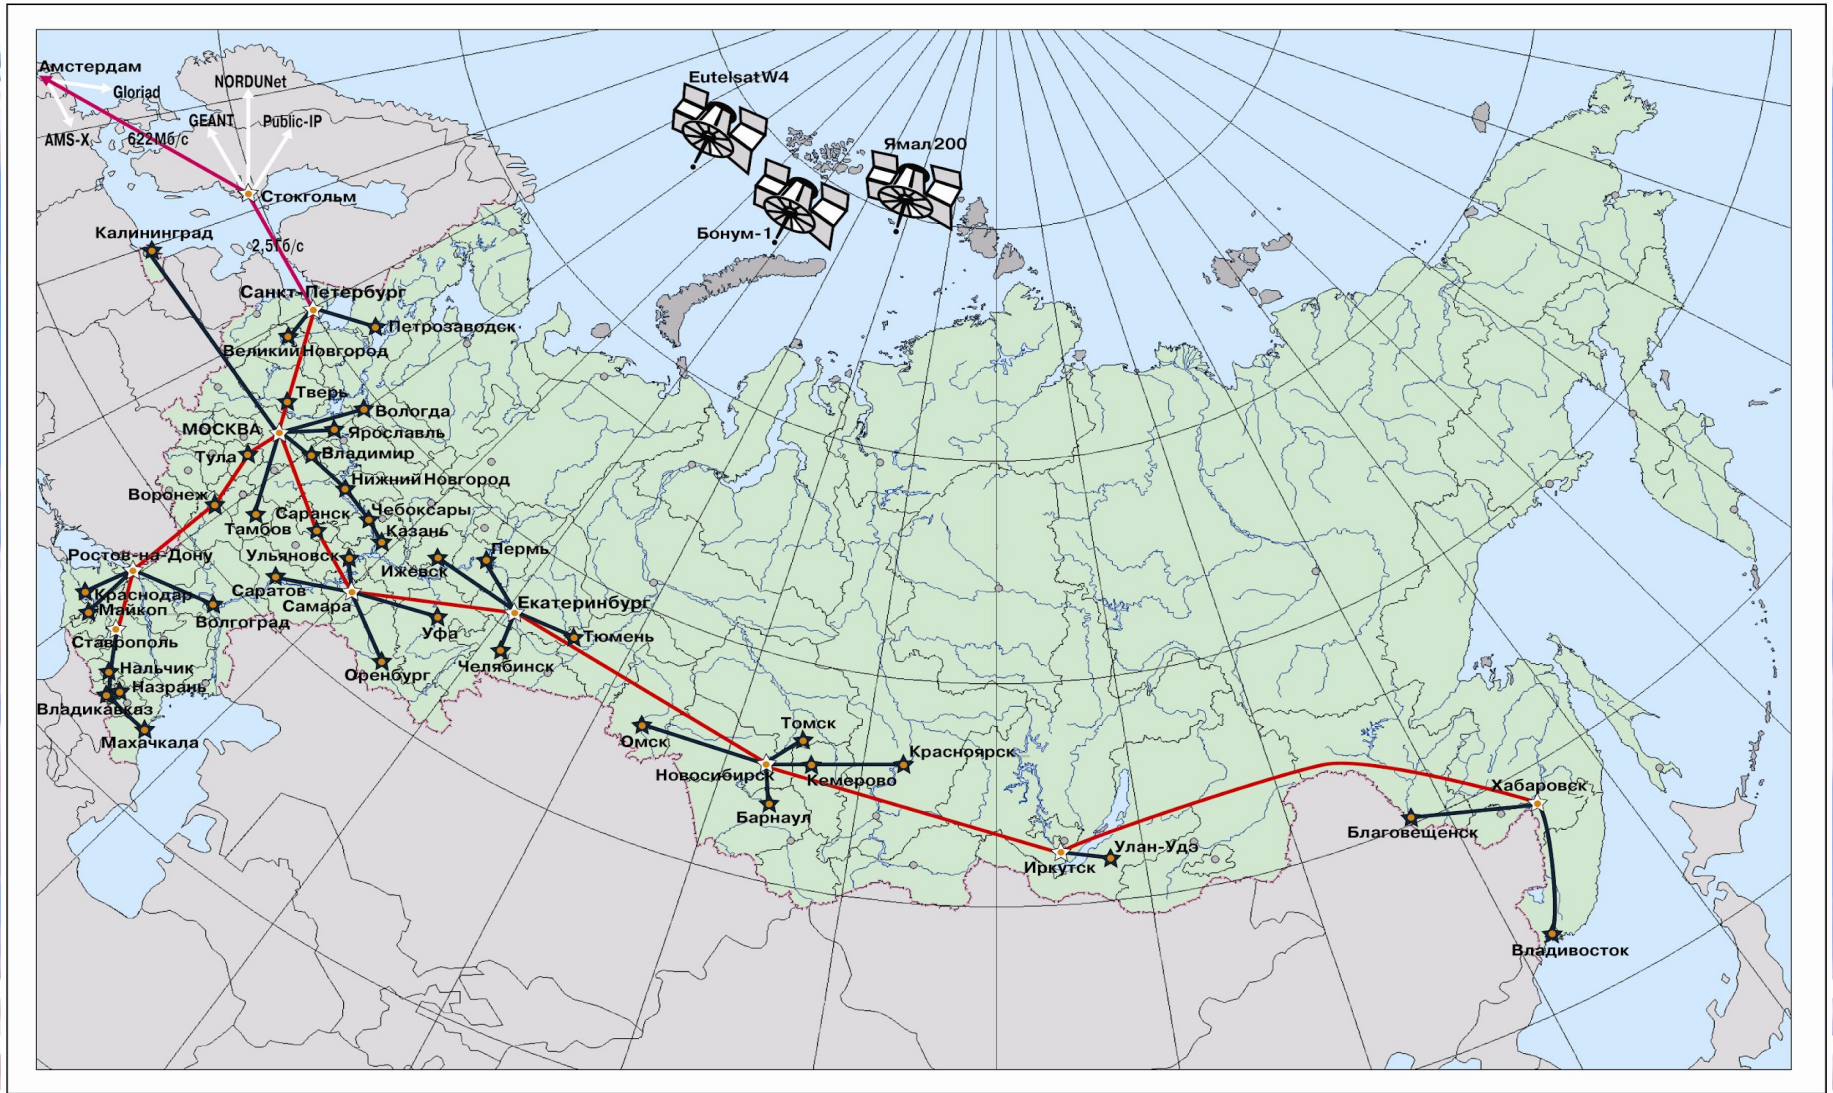 Амстердам
Gloriad
NORDUNet
AMS-X
622Мб/с
GEANT
Public-IP
Стокгольм
EutelsatW4
Ямал200
Бонум-1
Калининград
2,5Гб/с
Санкт-Петербург
Петрозаводск
Великий Новгород
Тверь
Вологда
МОСКВА
Ярославль
Тула
Владимир
Нижний Новгород
Воронеж
Чебоксары
Саранск
Тамбов
Казань
Ростов-на-Дону
Ульяновск
Пермь
Ижевск
Саратов
Краснодар
Самара
Екатеринбург
Майкоп
Волгоград
Уфа
Тюмень
Ставрополь
Челябинск
Нальчик
Оренбург
Назрань
Владикавказ
Махачкала
Омск
Томск
Красноярск
Новосибирск
Кемерово
Барнаул
Хабаровск
Благовещенск
Улан-Удэ
Иркутск
Владивосток